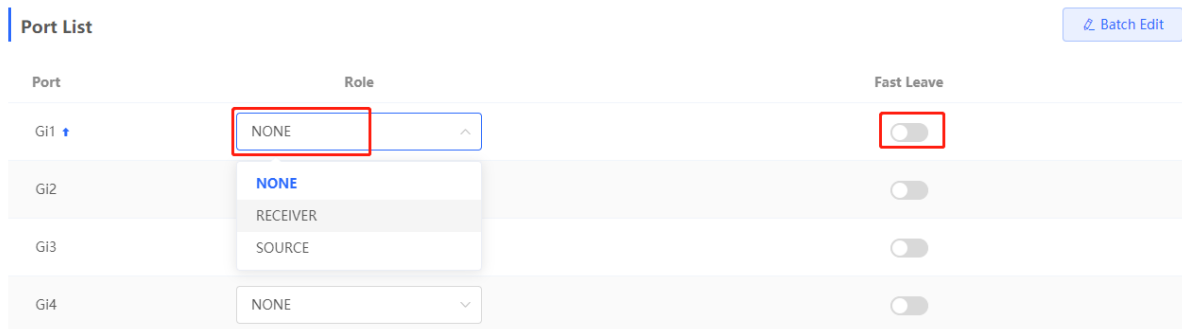 Port List
Batch Edit
Port Role Fast Leave
Gi1 NONE
NONE
Gi2
RECEIVER
Gi3
SOURCE
Gi4 NONE